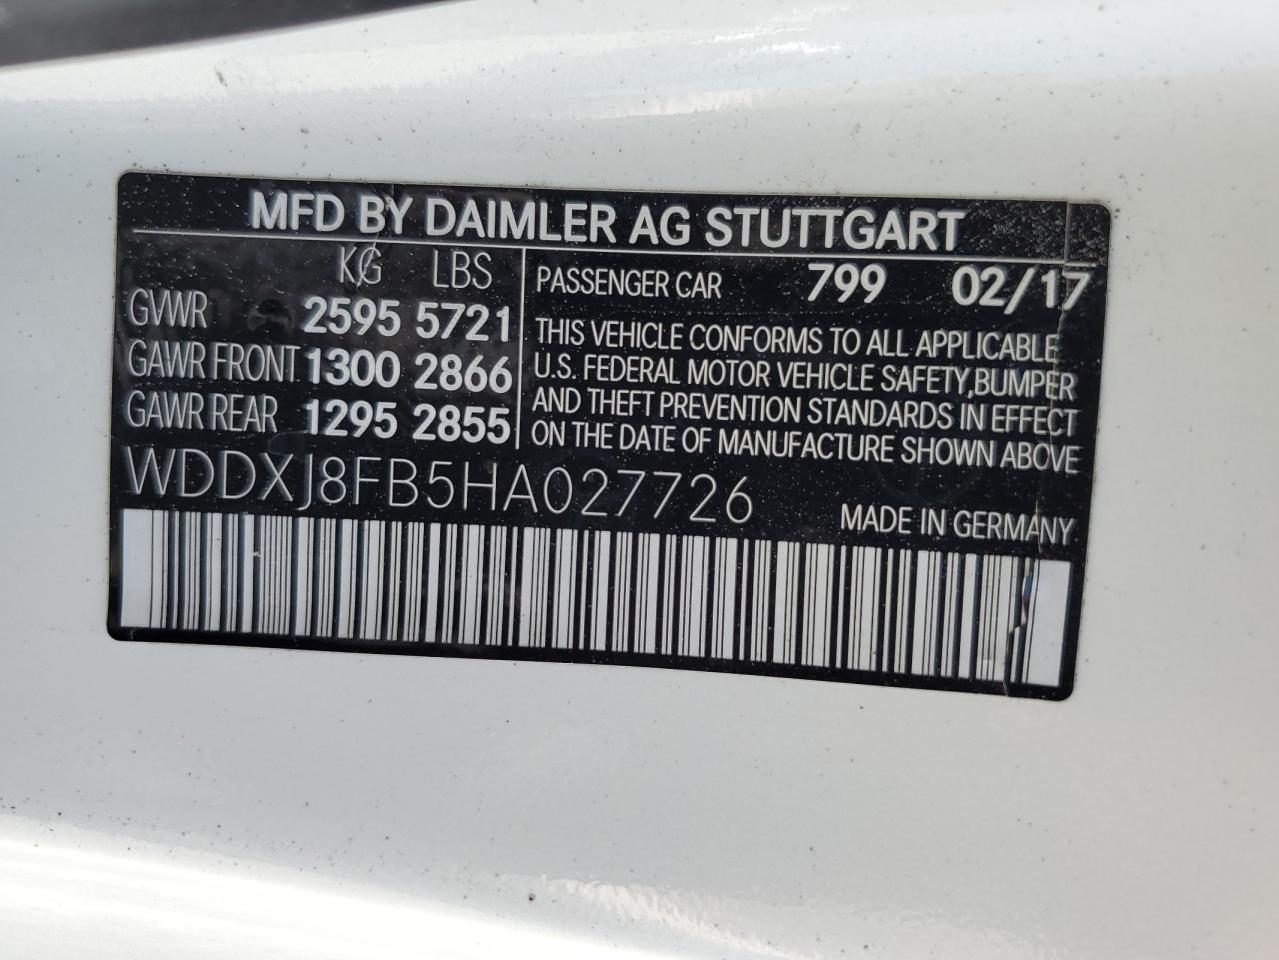 MFD BY DAIMLER AG STUTTGART
KG LBS
GVWR 2595 5721
GAWR FRONT 1300 2866
GAWR REAR 1295 2855
PASSENGER CAR 799 02/17
THIS VEHICLE CONFORMS TO ALL APPLICABLE
U.S. FEDERAL MOTOR VEHICLE SAFETY,BUMPER
AND THEFT PREVENTION STANDARDS IN EFFECT
ON THE DATE OF MANUFACTURE SHOWN ABOVE
WDDXJ8FB5HA027726
MADE IN GERMANY